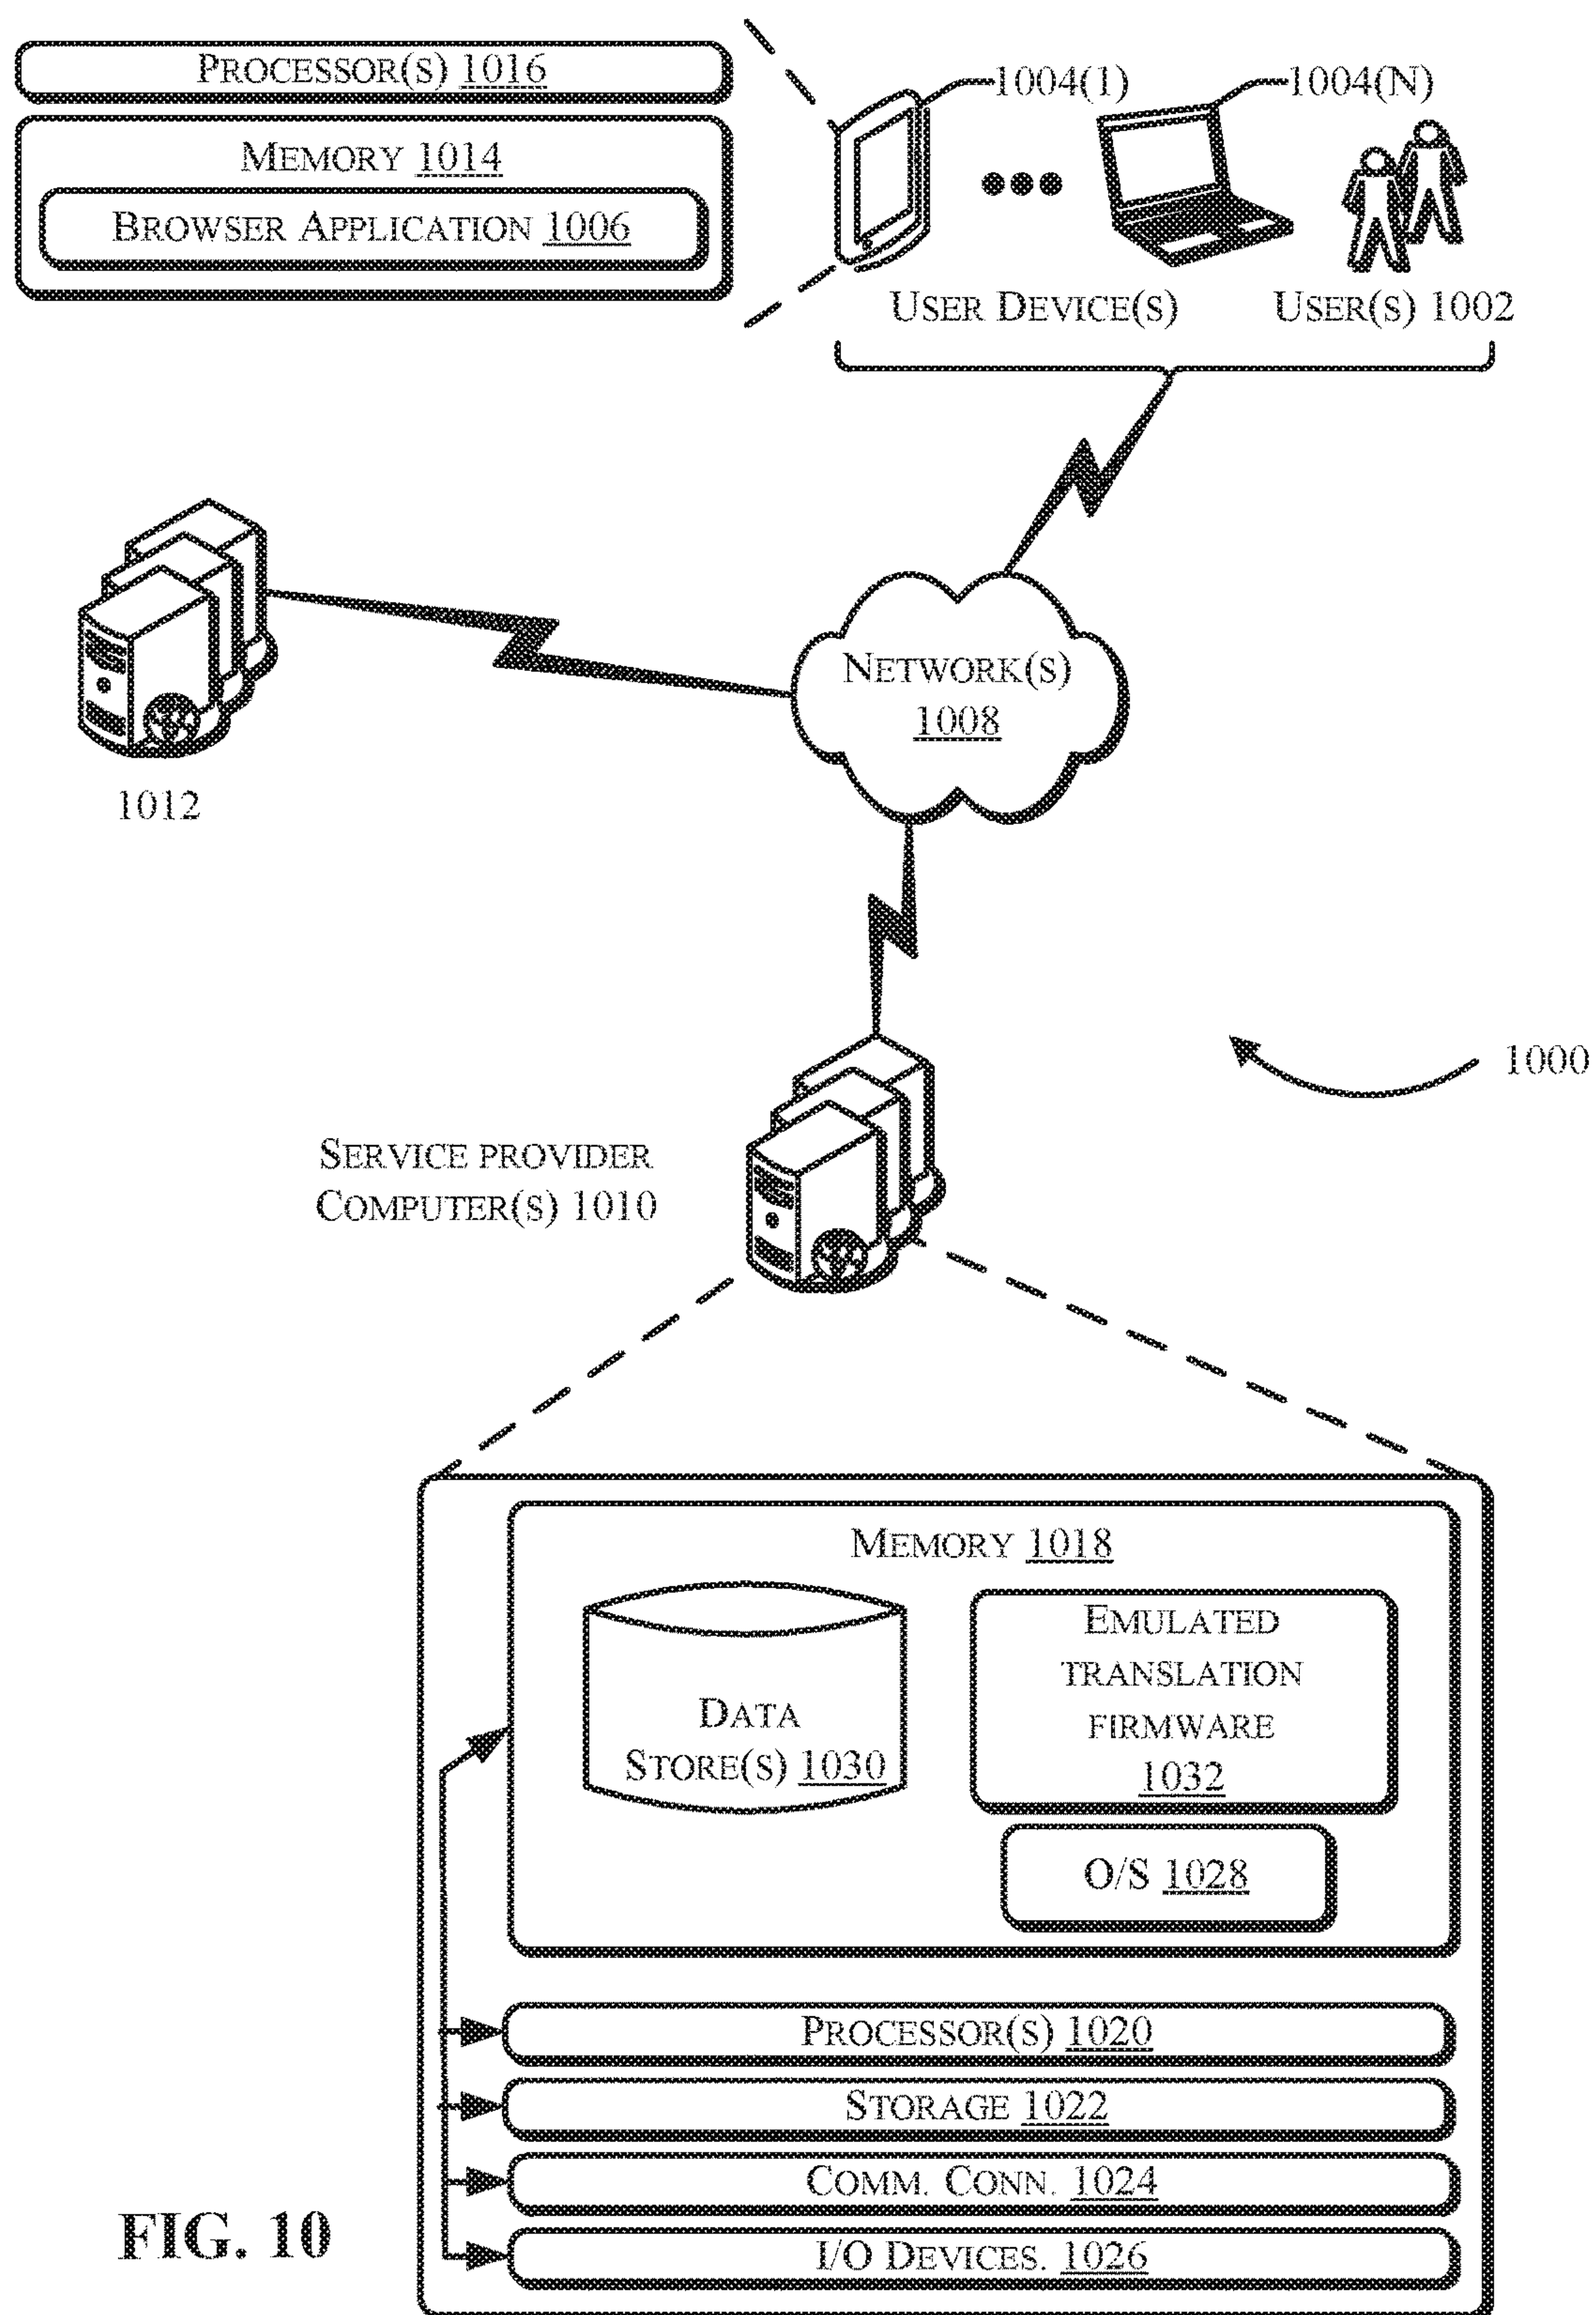 PROCESSOR(S) 1016
MEMORY 1014
BROWSER APPLICATION 1006
1004(1)
1004(N)
USER DEVICE(S)
USER(S) 1002
NETWORK(S)
1008
1012
1000
SERVICE PROVIDER
COMPUTER(S) 1010
MEMORY 1018
DATA
STORE(S) 1030
EMULATED
TRANSLATION
FIRMWARE
1032
O/S 1028
PROCESSOR(S) 1020
STORAGE 1022
COMM. CONN. 1024
I/O DEVICES. 1026
FIG. 10